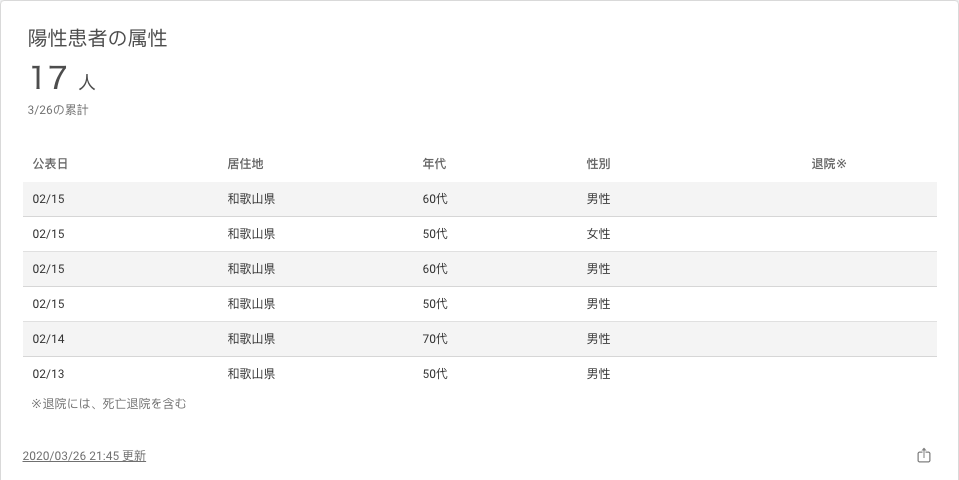 陽性患者の属性
17 人
3/26の累計
公表日 居住地 年代 性別 退院※
02/15 和歌山県 60代 男性
02/15 和歌山県 50代 女性
02/15 和歌山県 60代 男性
02/15 和歌山県 50代 男性
02/14 和歌山県 70代 男性
02/13 和歌山県 50代 男性
※退院には、死亡退院を含む
2020/03/26 21:45 更新